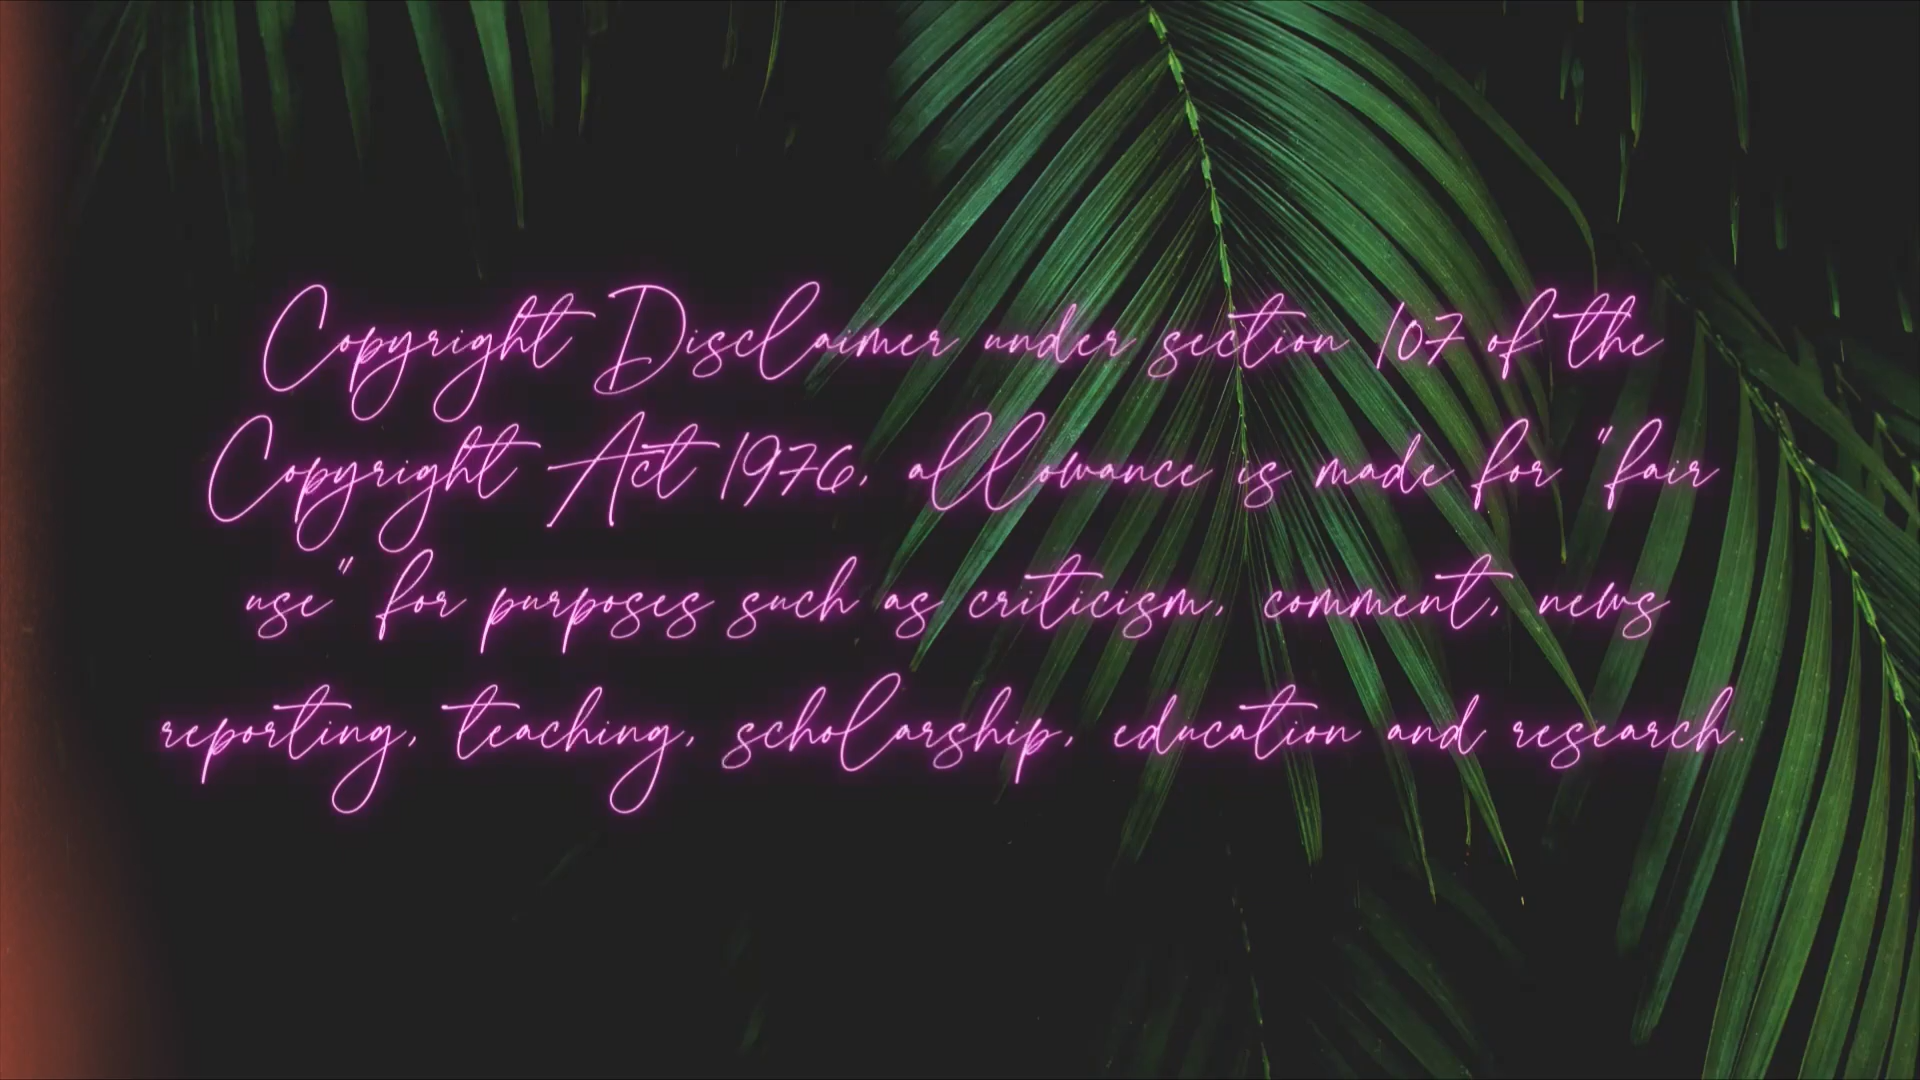 Copyright Disclaimer under section 107 of the
Copyright Act 1976, allowance is made for "fair
use" for purposes such as criticism, comment, news
reporting, teaching, scholarship, education and research.